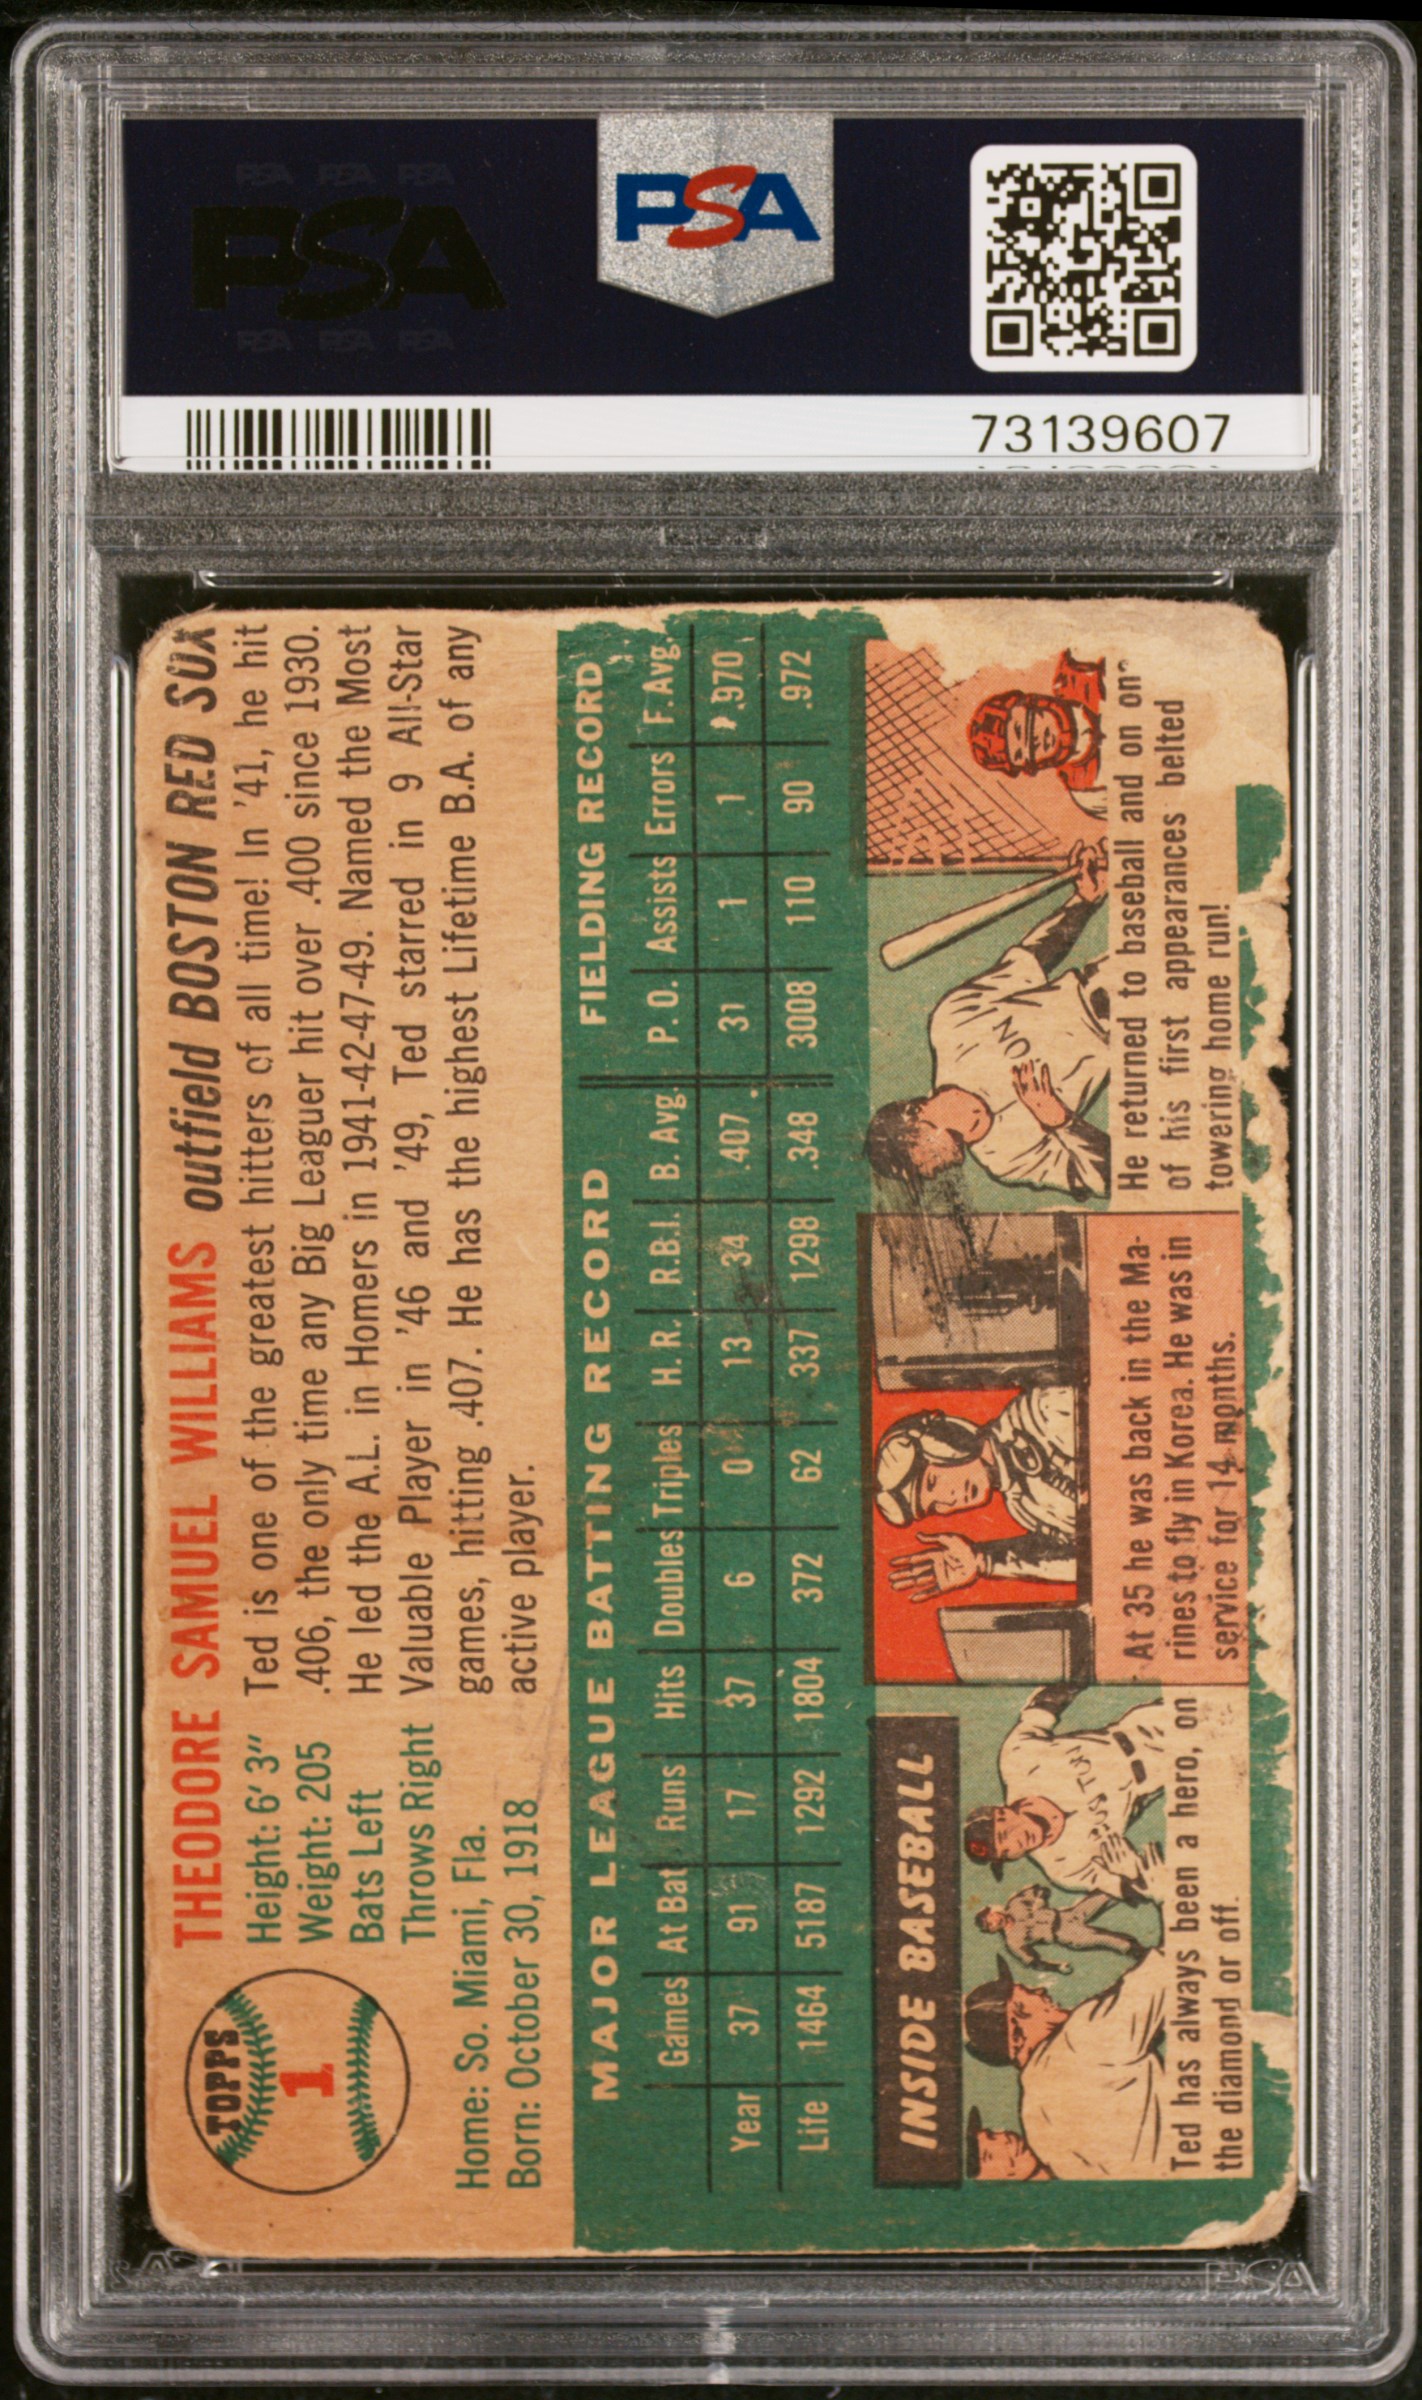 PSA PSA PSA
PSA
PSA PSA PSA
PSA
73139607
TOPPS
1
THEODORE SAMUEL WILLIAMS outfield BOSTON RED SOX
Height: 6' 3"
Weight: 205
Bats Left
Throws Right
Home: So. Miami, Fla.
Born: October 30, 1918
Ted is one of the greatest hitters of all time! In '41, he hit
.406, the only time any Big Leaguer hit over .400 since 1930.
He led the A.L. in Homers in 1941-42-47-49. Named the Most
Valuable Player in '46 and '49, Ted starred in 9 All-Star
games, hitting .407. He has the highest Lifetime B.A. of any
active player.
MAJOR LEAGUE BATTING RECORD FIELDING RECORD
Games At Bat Runs Hits Doubles Triples H. R. R.B.I. B. Avg. P. O. Assists Errors F. Avg.
Year 37 91 17 37 6 0 13 34 .407 31 1 1 .970
Life 1464 5187 1292 1804 372 62 337 1298 .348 3008 110 90 .972
INSIDE BASEBALL
Ted has always been a hero, on
the diamond or off.
At 35 he was back in the Ma-
rines to fly in Korea. He was in
service for 14 months.
He returned to baseball and on one
of his first appearances belted
towering home run!
PSA
PSA